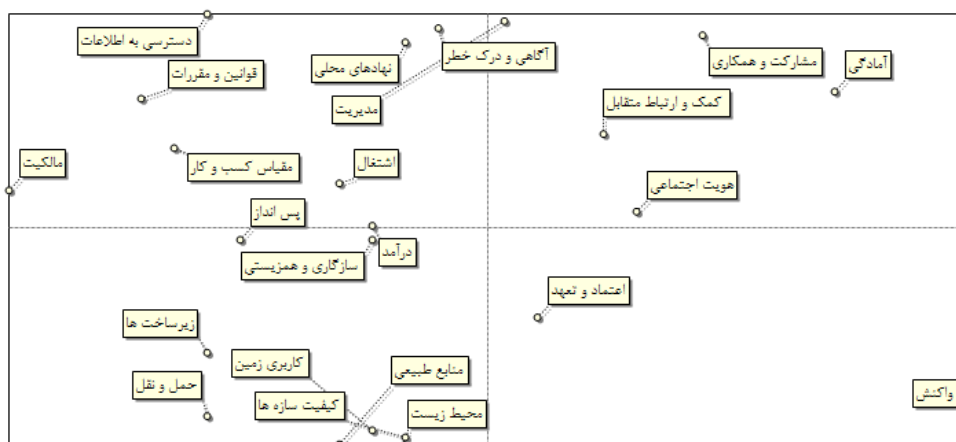 دسترسی به اطلاعات
قوانین و مقررات
نهادهای محلی
آگاهی و درک خطر
مدیریت
مشارکت و همکاری
آمادگی
کمک و ارتباط متقابل
مالکیت
مقیاس کسب و کار
اشتغال
هویت اجتماعی
پس انداز
درآمد
سازگاری و همزیستی
اعتماد و تعهد
زیرساخت ها
کاربری زمین
منابع طبیعی
حمل و نقل
کیفیت سازه ها
محیط زیست
واکنش